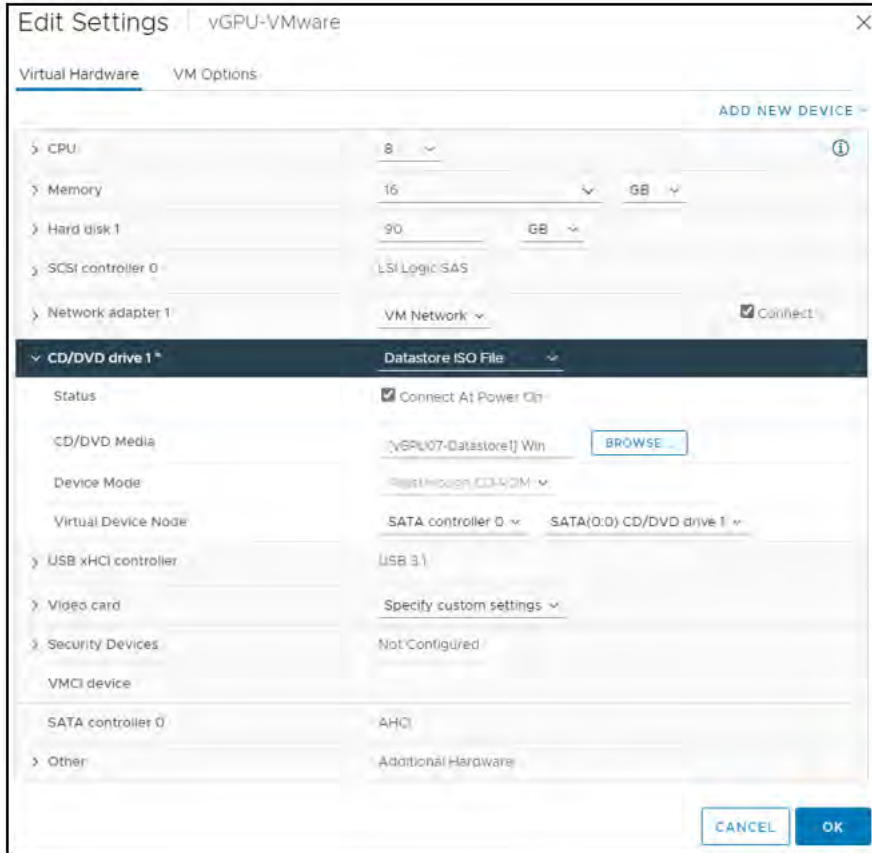 Edit Settings vGPU-VMware
Virtual Hardware VM Options
ADD NEW DEVICE
CPU 8
Memory 16 GB
Hard disk 1 90 GB
SCSI controller 0 LSI Logic SAS
Network adapter 1 VM Network Connect
CD/DVD drive 1 * Datastore ISO File
Status Connect At Power On
CD/DVD Media [vGPU07-Datastore1] Win BROWSE...
Device Mode Passthrough CD-ROM
Virtual Device Node SATA controller 0 SATA(0:0) CD/DVD drive 1
USB xHCI controller USB 3.1
Video card Specify custom settings
Security Devices Not Configured
VMCI device
SATA controller 0 AHCI
Other Additional Hardware
CANCEL OK